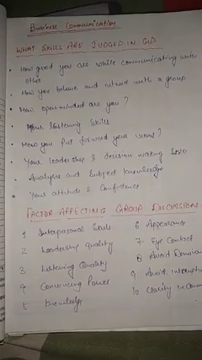 Business Communication
WHAT SKILLS ARE JUDGED IN GD
How good you are while communicating with other
How you behave and interact with a group
How open minded are you ?
Your listening skills
How you put forward your views ?
Your leadership & decision making
Analysis and Subject knowledge
Your attitude & Confidence
FACTOR AFFECTING GROUP DISCUSSION
1 Interpersonal Skills
2 Leadership Quality
3 Listening Quality
4 Convincing Power
5 Knowledge
6 Appearance
7 Eye Contact
8 Avoid
9 Avoid
10 Clarity in